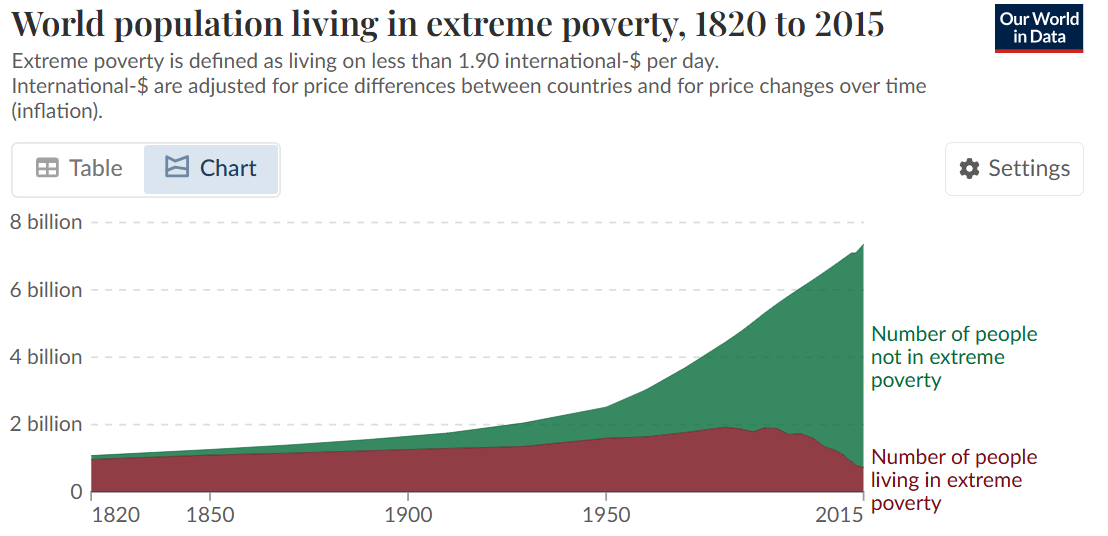 World population living in extreme poverty, 1820 to 2015
Our World
in Data
Extreme poverty is defined as living on less than 1.90 international-$ per day.
International-$ are adjusted for price differences between countries and for price changes over time
(inflation).
Table
Chart
Settings
8 billion
6 billion
4 billion
2 billion
0
1820
1850
1900
1950
2015
Number of people
not in extreme
poverty
Number of people
living in extreme
poverty